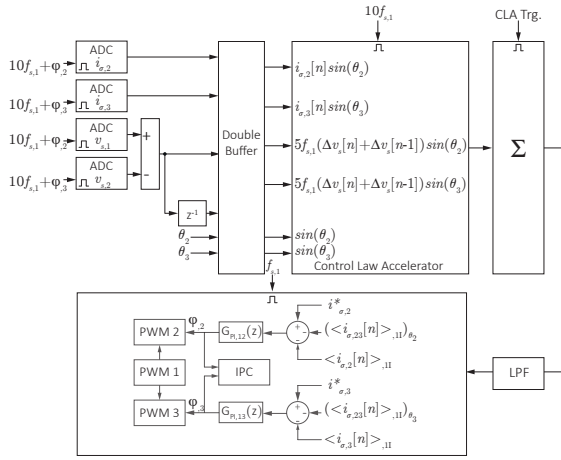 10f_{s,1}
CLA Trg.
10f_{s,1}+φ_{,2}
ADC
i_{σ,2}
10f_{s,1}+φ_{,3}
ADC
i_{σ,3}
10f_{s,1}+φ_{,2}
ADC
v_{s,1}
10f_{s,1}+φ_{,3}
ADC
v_{s,2}
+
-
z^{-1}
θ_2
θ_3
Double
Buffer
i_{σ,2}[n]sin(θ_2)
i_{σ,3}[n]sin(θ_3)
5f_{s,1}(Δv_s[n]+Δv_s[n-1])sin(θ_2)
5f_{s,1}(Δv_s[n]+Δv_s[n-1])sin(θ_3)
sin(θ_2)
sin(θ_3)
Control Law Accelerator
Σ
f_{s,1}
i*_{σ,2}
PWM 2
φ_{,2}
G_{PI,12}(z)
+
-
-
(<i_{σ,23}[n]>_{,1I})_{θ_2}
<i_{σ,2}[n]>_{,1I}
PWM 1
IPC
LPF
i*_{σ,3}
PWM 3
φ_{,3}
G_{PI,13}(z)
+
-
-
(<i_{σ,23}[n]>_{,1I})_{θ_3}
<i_{σ,3}[n]>_{,1I}